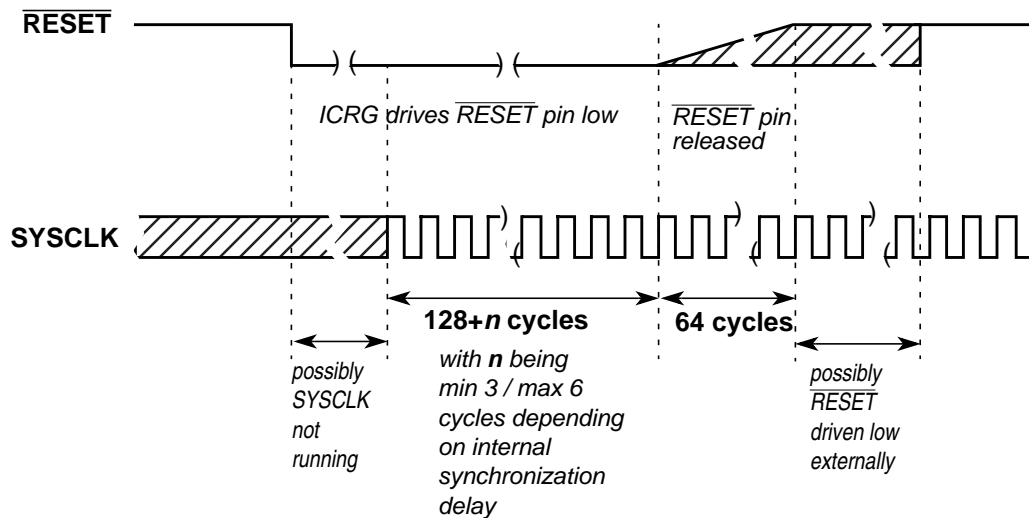 RESET
ICRG drives RESET pin low
RESET pin
released
SYSCLK
128+n cycles
64 cycles
possibly
SYSCLK
not
running
with n being
min 3 / max 6
cycles depending
on internal
synchronization
delay
possibly
RESET
driven low
externally